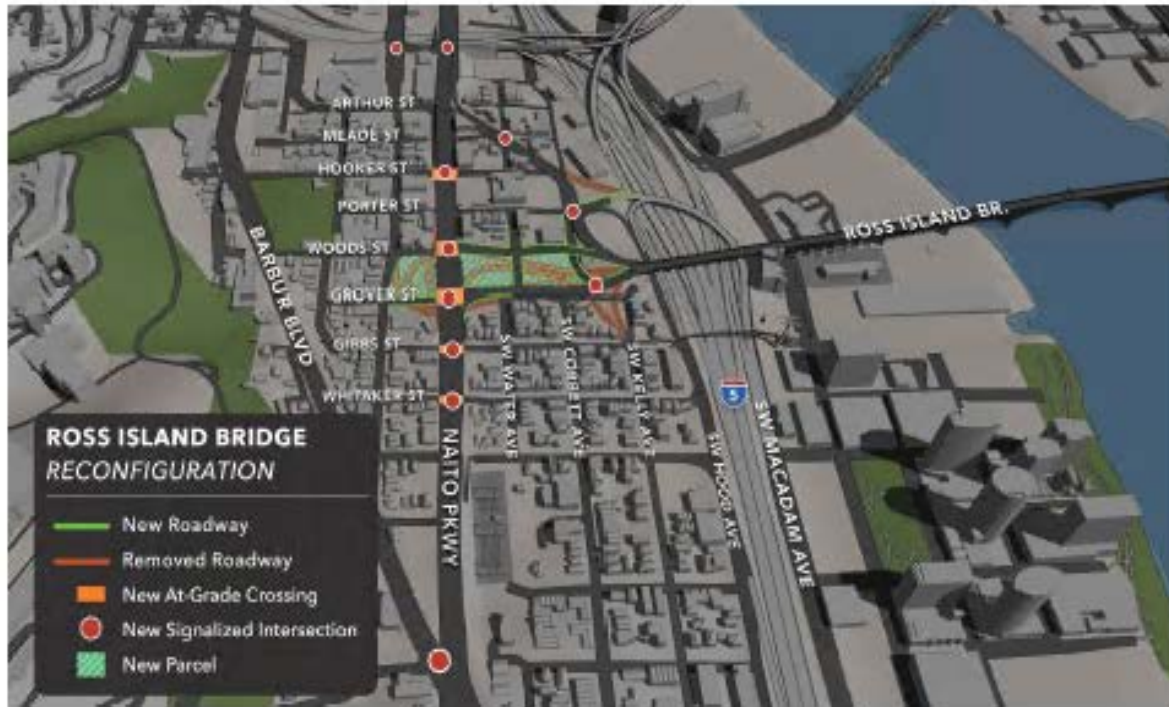 ARTHUR ST
MEADE ST
HOOKER ST
PORTER ST
WOODS ST
GROVER ST
GIBBS ST
WHITAKER ST
BARBUR BLVD
NAITO PKWY
SW WATER AVE
SW CORBETT AVE
SW KELLY AVE
SW HOOD AVE
SW MACADAM AVE
5
ROSS ISLAND BR.
ROSS ISLAND BRIDGE
RECONFIGURATION
New Roadway
Removed Roadway
New At-Grade Crossing
New Signalized Intersection
New Parcel